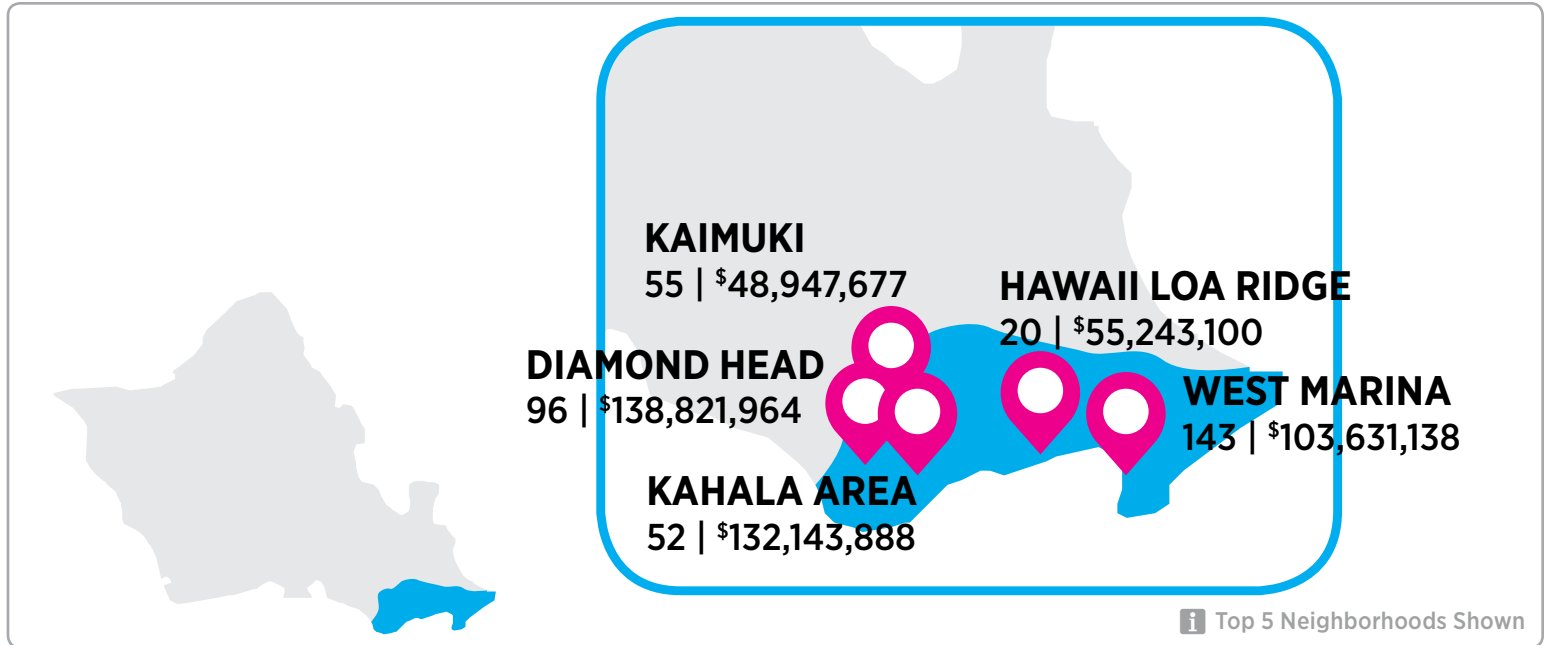 KAIMUKI
55 | $48,947,677
HAWAII LOA RIDGE
20 | $55,243,100
DIAMOND HEAD
96 | $138,821,964
WEST MARINA
143 | $103,631,138
KAHALA AREA
52 | $132,143,888
i Top 5 Neighborhoods Shown